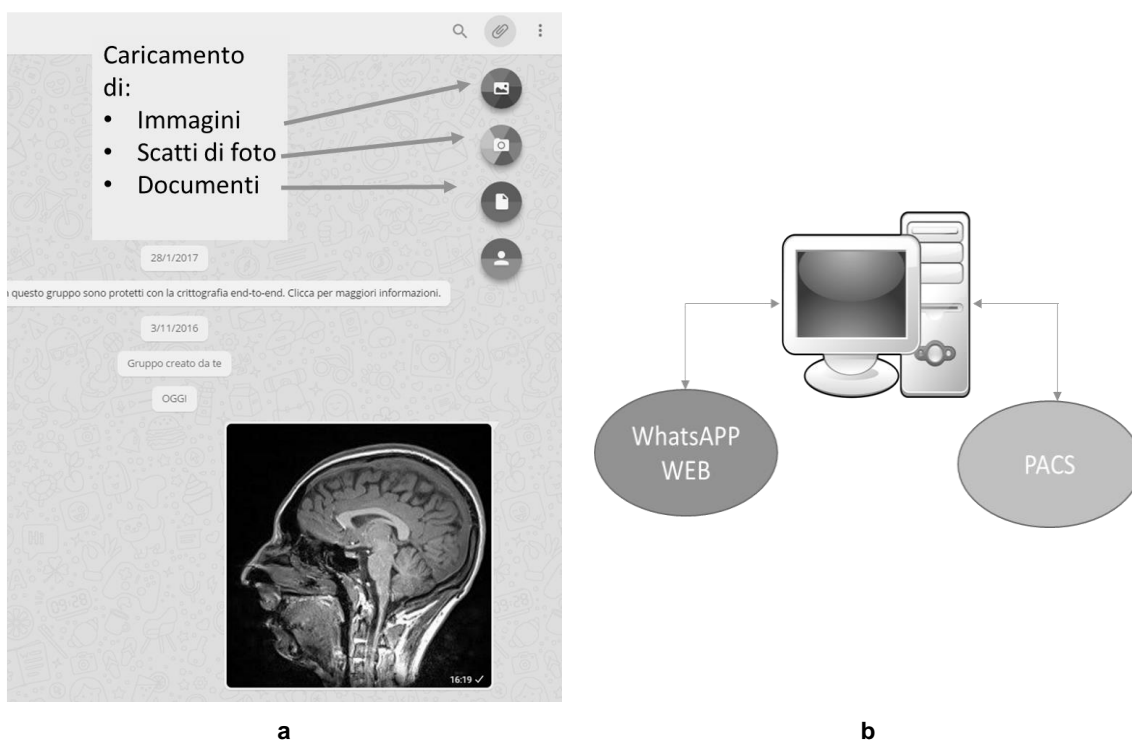 Caricamento
di:
• Immagini
• Scatti di foto
• Documenti
28/1/2017
questo gruppo sono protetti con la crittografia end-to-end. Clicca per maggiori informazioni.
3/11/2016
Gruppo creato da te
OGGI
16:19
a
WhatsAPP
WEB
PACS
b